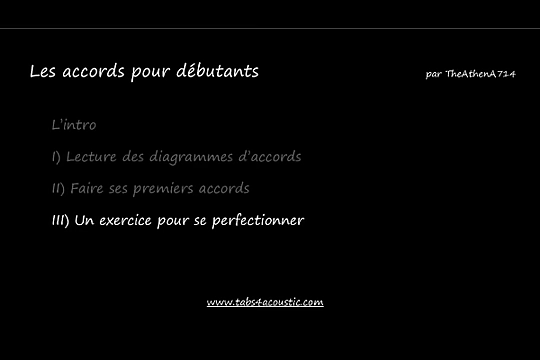 Les accords pour débutants
par TheAthenA714
L'intro
I) Lecture des diagrammes d'accords
II) Faire ses premiers accords
III) Un exercice pour se perfectionner
www.tabs4acoustic.com